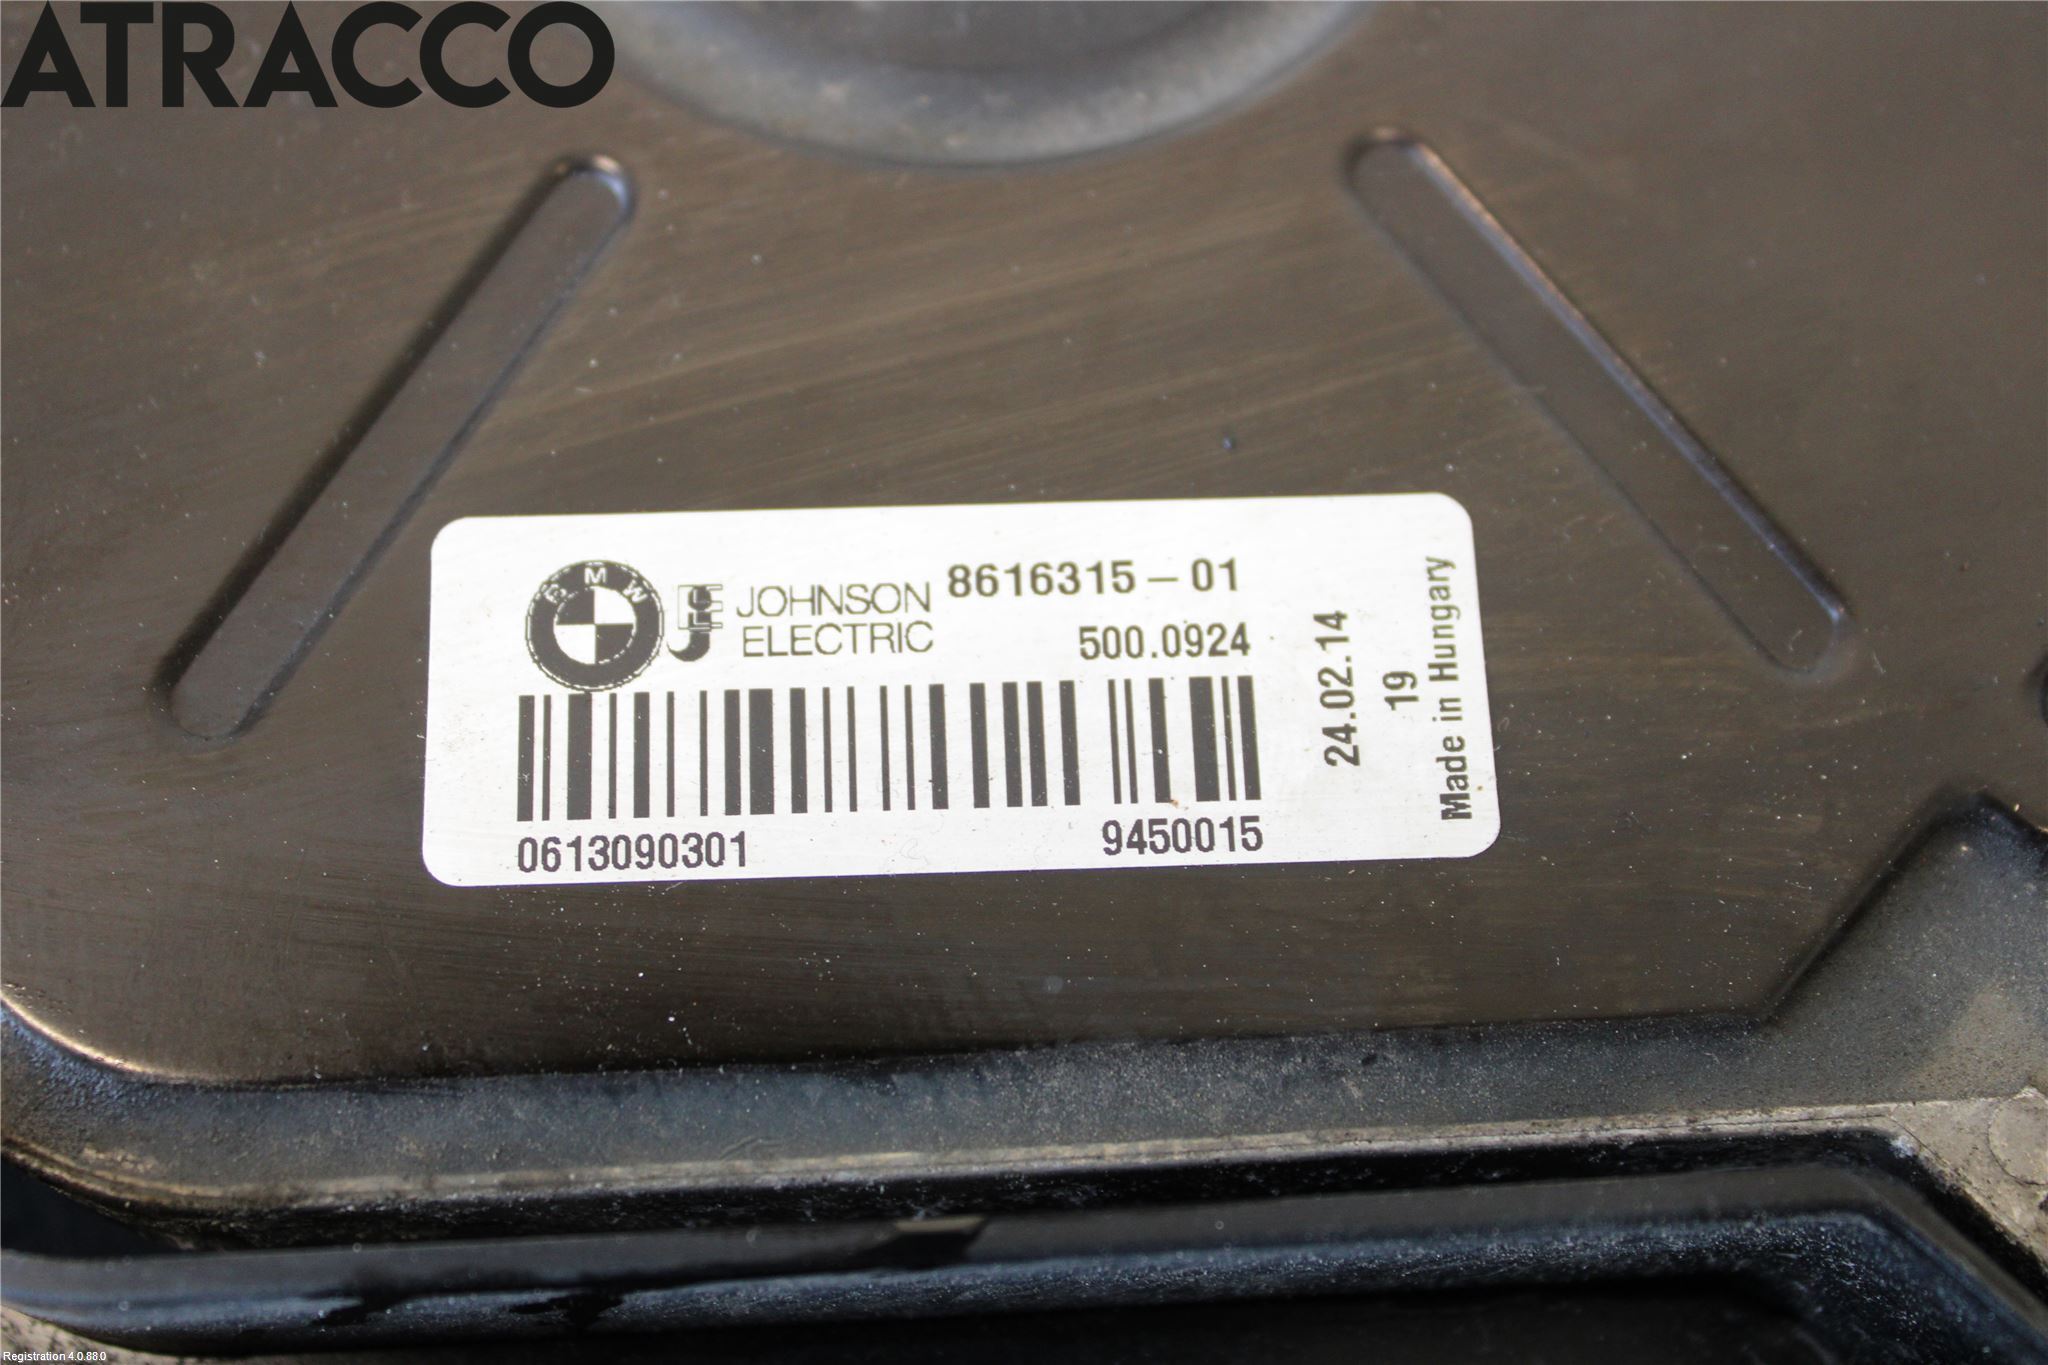 ATRACCO
BMW
JE JOHNSON
ELECTRIC
8616315-01
500.0924
0613090301
9450015
24.02.14
19
Made in Hungary
Registration 4.0.88.0